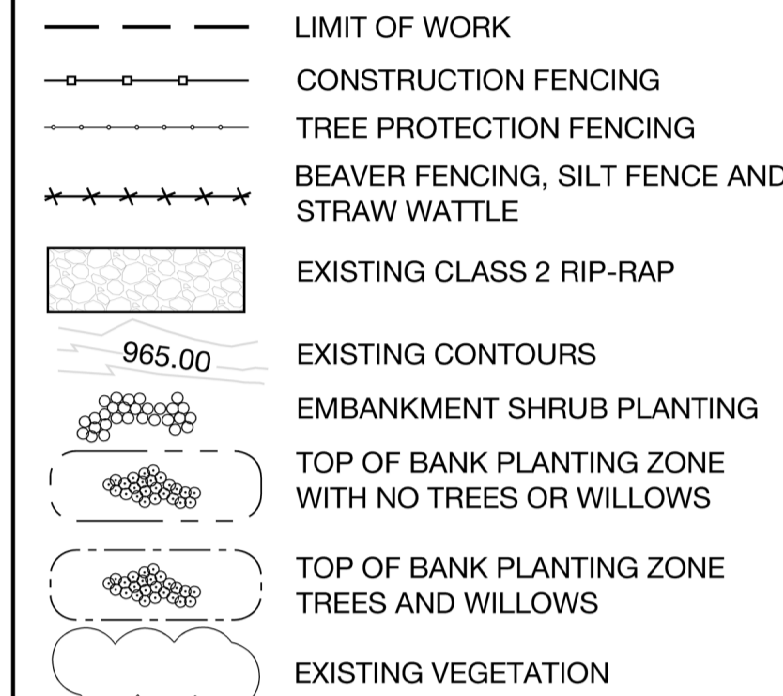 LIMIT OF WORK
CONSTRUCTION FENCING
TREE PROTECTION FENCING
BEAVER FENCING, SILT FENCE AND
STRAW WATTLE
EXISTING CLASS 2 RIP-RAP
965.00
EXISTING CONTOURS
EMBANKMENT SHRUB PLANTING
TOP OF BANK PLANTING ZONE
WITH NO TREES OR WILLOWS
TOP OF BANK PLANTING ZONE
TREES AND WILLOWS
EXISTING VEGETATION